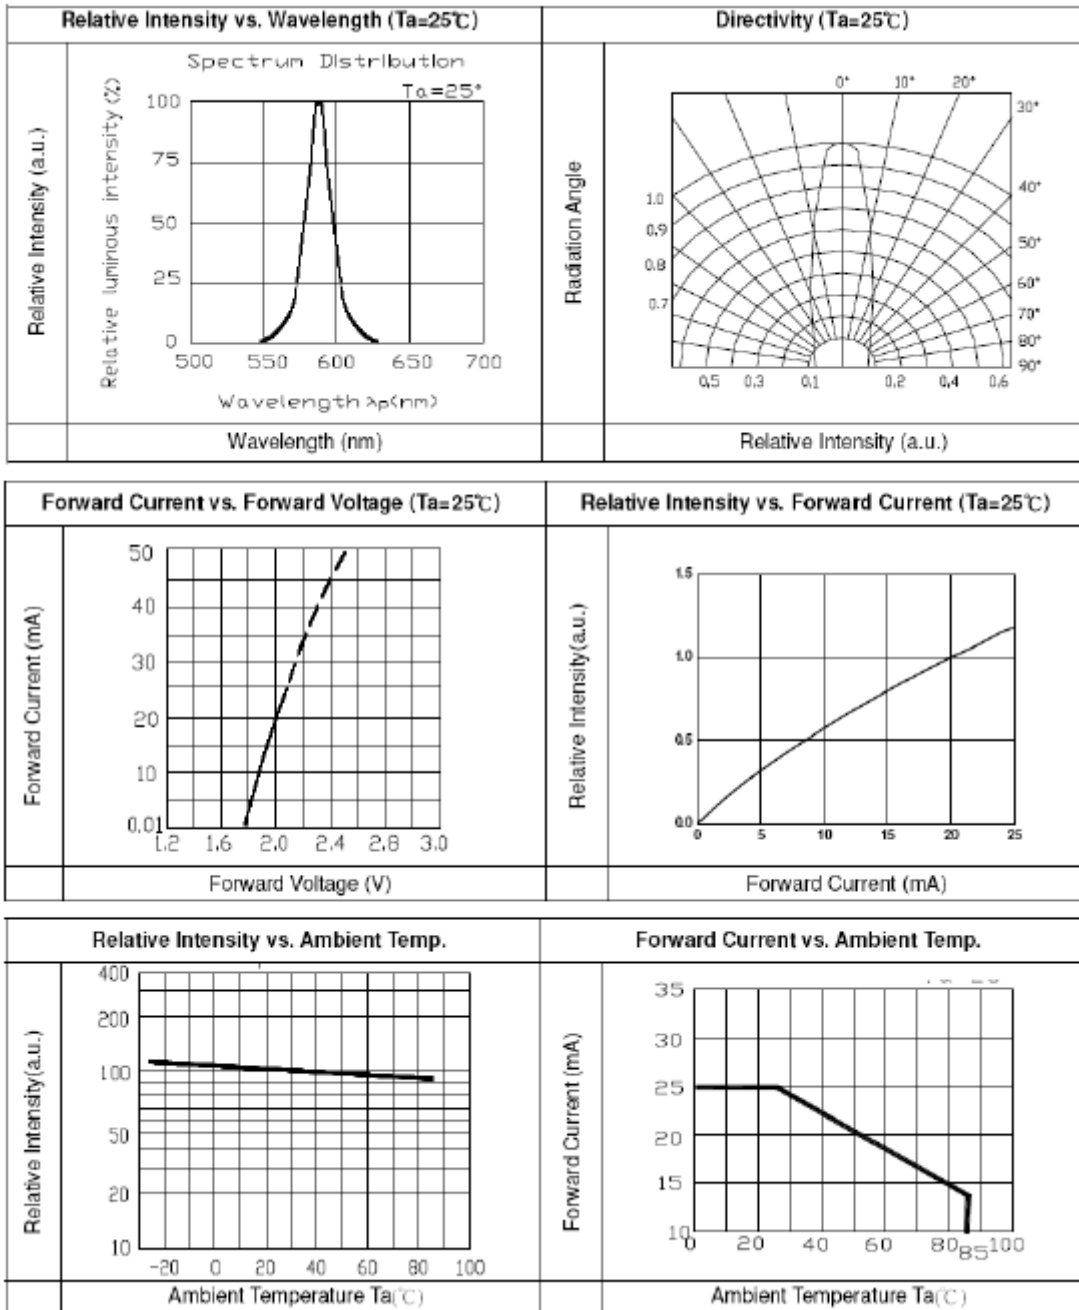 Relative Intensity vs. Wavelength (Ta=25℃)
Spectrum Distribution
Ta=25°
Relative Intensity (a.u.)
Relative luminous intensity (%)
100
75
50
25
0
500 550 600 650 700
Wavelength λp(nm)
Wavelength (nm)
Directivity (Ta=25℃)
Radiation Angle
0° 10° 20°
30°
40°
50°
60°
70°
80°
90°
1.0
0.9
0.8
0.7
0.5 0.3 0.1 0.2 0.4 0.6
Relative Intensity (a.u.)
Forward Current vs. Forward Voltage (Ta=25℃)
Forward Current (mA)
50
40
30
20
10
0.01
1.2 1.6 2.0 2.4 2.8 3.0
Forward Voltage (V)
Relative Intensity vs. Forward Current (Ta=25℃)
Relative Intensity(a.u.)
1.5
1.0
0.5
0.0
0 5 10 15 20 25
Forward Current (mA)
Relative Intensity vs. Ambient Temp.
Relative Intensity(a.u.)
400
200
100
50
20
10
-20 0 20 40 60 80 100
Ambient Temperature Ta(℃)
Forward Current vs. Ambient Temp.
Forward Current (mA)
35
30
25
20
15
10
0 20 40 60 80 85 100
Ambient Temperature Ta(℃)